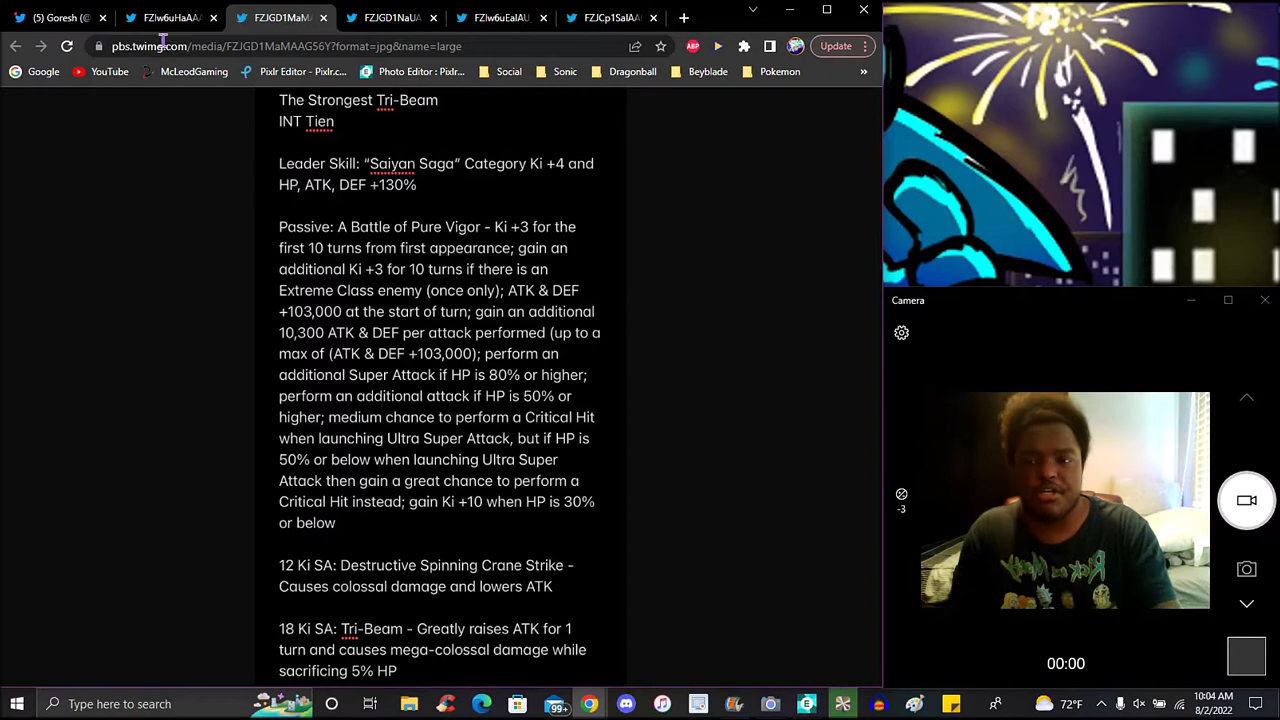 (5) Goresh (@
FZlw6uHaAAA
FZJGD1MaMA
FZJGD1NaUA
FZlw6uEaIAU
FZJCp1SaIAA
pbs.twimg.com/media/FZJGD1MaMAAG56Y?format=jpg&name=large
ABP
Update
Google
YouTube
McLeodGaming
Pixlr Editor - Pixlr...
Photo Editor : Pixlr...
Social
Sonic
Dragonball
Beyblade
Pokemon
»
The Strongest Tri-Beam
INT Tien
Leader Skill: “Saiyan Saga” Category Ki +4 and
HP, ATK, DEF +130%
Passive: A Battle of Pure Vigor - Ki +3 for the
first 10 turns from first appearance; gain an
additional Ki +3 for 10 turns if there is an
Extreme Class enemy (once only); ATK & DEF
+103,000 at the start of turn; gain an additional
10,300 ATK & DEF per attack performed (up to a
max of (ATK & DEF +103,000); perform an
additional Super Attack if HP is 80% or higher;
perform an additional attack if HP is 50% or
higher; medium chance to perform a Critical Hit
when launching Ultra Super Attack, but if HP is
50% or below when launching Ultra Super
Attack then gain a great chance to perform a
Critical Hit instead; gain Ki +10 when HP is 30%
or below
12 Ki SA: Destructive Spinning Crane Strike -
Causes colossal damage and lowers ATK
18 Ki SA: Tri-Beam - Greatly raises ATK for 1
turn and causes mega-colossal damage while
sacrificing 5% HP
Camera
-3
00:00
Type here to search
99+
72°F
10:04 AM
8/2/2022